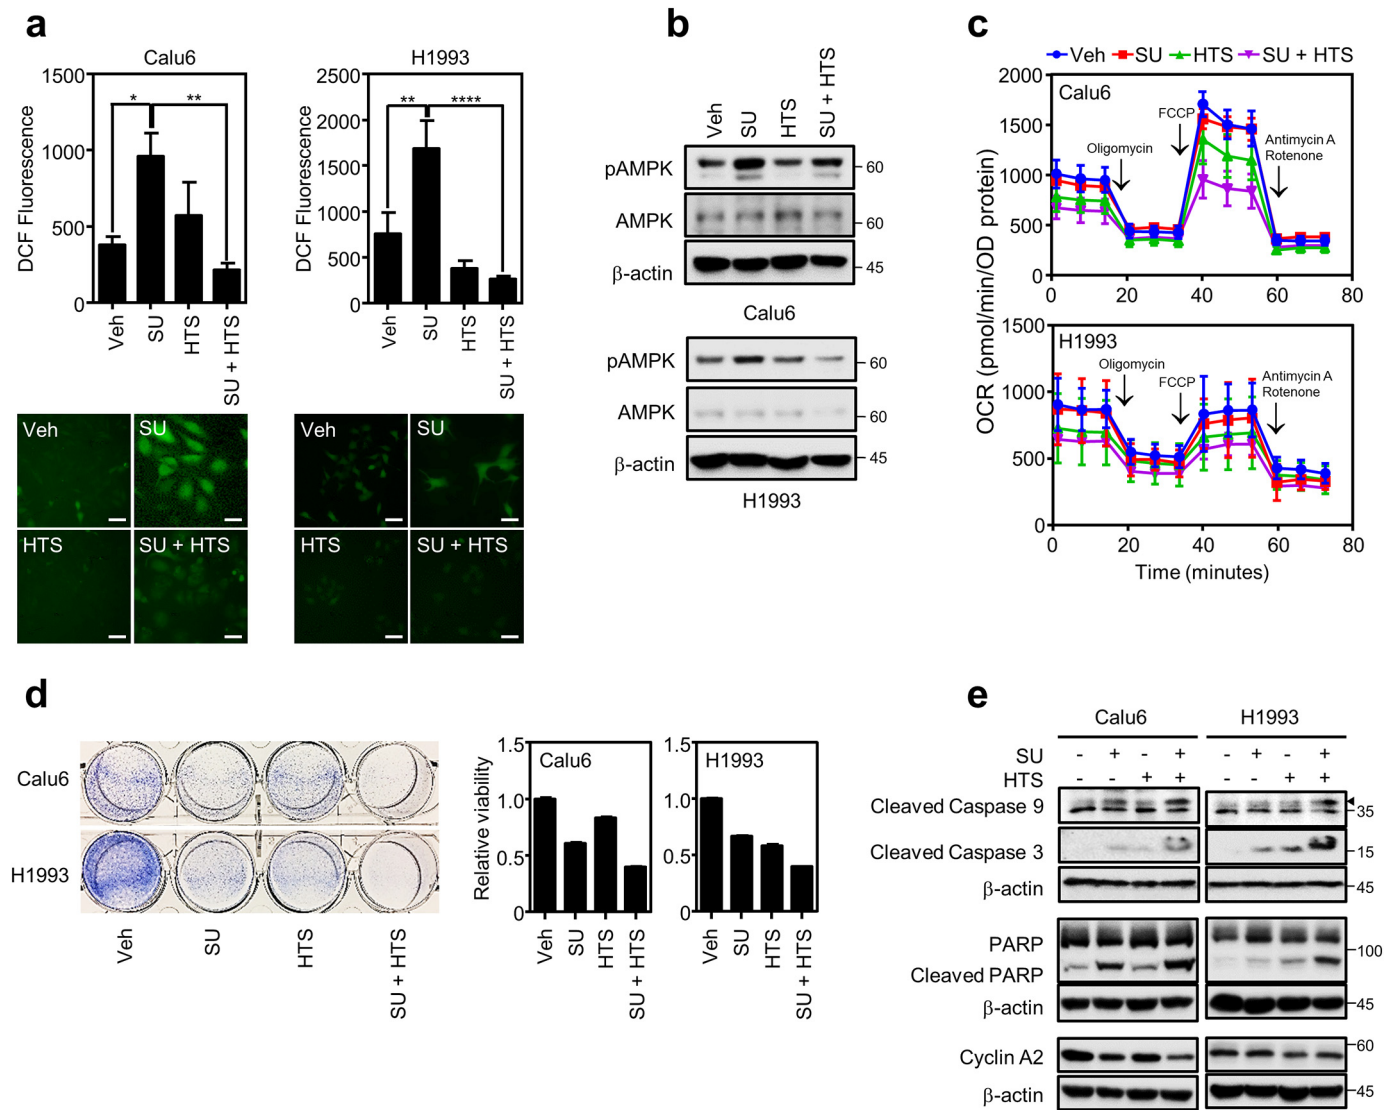 a
Calu6
DCF Fluorescence
1500
1000
500
0
*
**
Veh
SU
HTS
SU + HTS
H1993
DCF Fluorescence
2500
2000
1500
1000
500
0
**
****
Veh
SU
HTS
SU + HTS
Veh
SU
HTS
SU + HTS
Veh
SU
HTS
SU + HTS
b
Veh
SU
HTS
SU + HTS
pAMPK
60
AMPK
60
β-actin
45
Calu6
pAMPK
60
AMPK
60
β-actin
45
H1993
c
Veh SU HTS SU + HTS
OCR (pmol/min/OD protein)
2000
1500
1000
500
0
Calu6
Oligomycin
FCCP
Antimycin A
Rotenone
0 20 40 60 80
1500
1000
500
0
H1993
Oligomycin
FCCP
Antimycin A
Rotenone
0 20 40 60 80
Time (minutes)
d
Calu6
H1993
Veh
SU
HTS
SU + HTS
Relative viability
1.5
1.0
0.5
0
Calu6
Veh
SU
HTS
SU + HTS
1.5
1.0
0.5
0
H1993
Veh
SU
HTS
SU + HTS
e
Calu6 H1993
SU - + - + - + - +
HTS - - + + - - + +
Cleaved Caspase 9
35
Cleaved Caspase 3
15
β-actin
45
PARP
100
Cleaved PARP
β-actin
45
Cyclin A2
60
β-actin
45